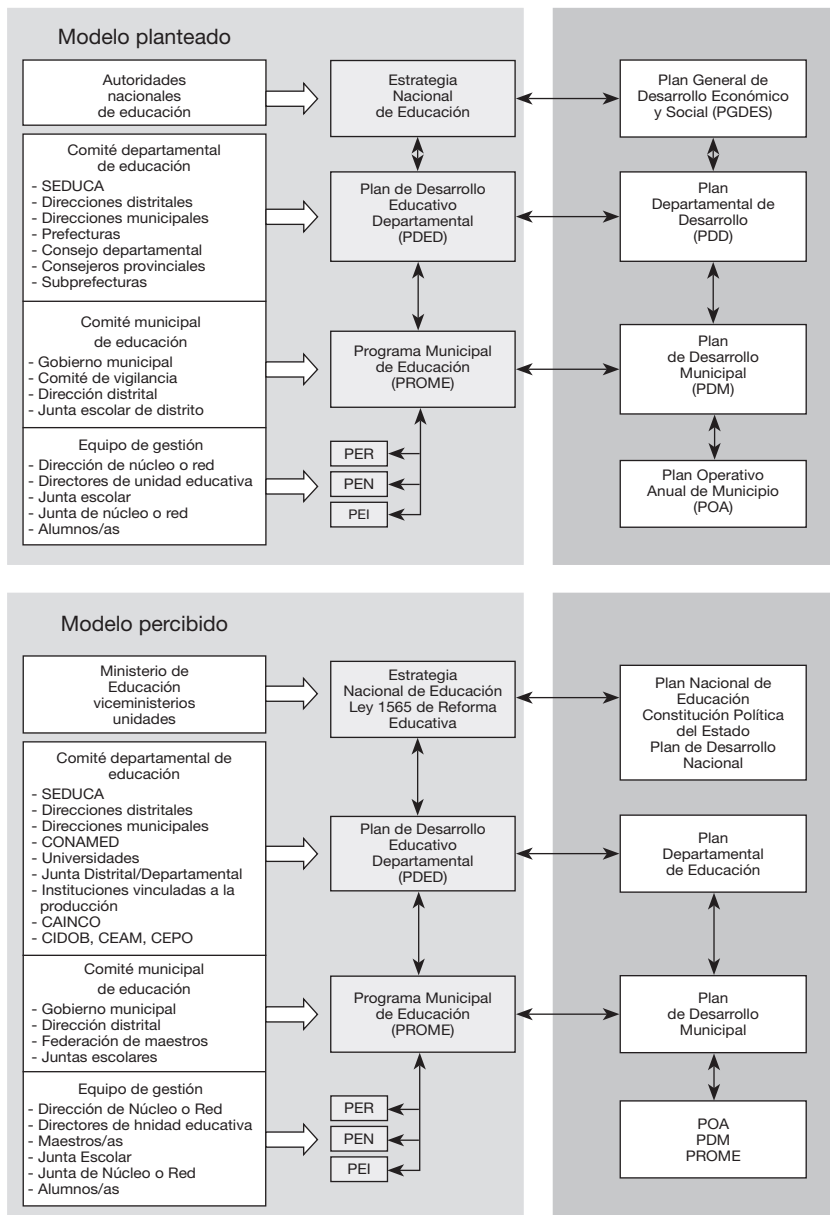 Modelo planteado
Autoridades
nacionales
de educación
Estrategia
Nacional
de Educación
Plan General de
Desarrollo Económico
y Social (PGDES)
Comité departamental
de educación
- SEDUCA
- Direcciones distritales
- Direcciones municipales
- Prefecturas
- Consejo departamental
- Consejeros provinciales
- Subprefecturas
Plan de Desarrollo
Educativo
Departamental
(PDED)
Plan
Departamental de
Desarrollo
(PDD)
Comité municipal
de educación
- Gobierno municipal
- Comité de vigilancia
- Dirección distrital
- Junta escolar de distrito
Programa Municipal
de Educación
(PROME)
Plan
de Desarrollo
Municipal
(PDM)
Equipo de gestión
- Dirección de núcleo o red
- Directores de unidad educativa
- Junta escolar
- Junta de núcleo o red
- Alumnos/as
PER
PEN
PEI
Plan Operativo
Anual de Municipio
(POA)
Modelo percibido
Ministerio de
Educación
viceministerios
unidades
Estrategia
Nacional de Educación
Ley 1565 de Reforma
Educativa
Plan Nacional de
Educación
Constitución Política
del Estado
Plan de Desarrollo
Nacional
Comité departamental de
educación
- SEDUCA
- Direcciones distritales
- Direcciones municipales
- CONAMED
- Universidades
- Junta Distrital/Departamental
- Instituciones vinculadas a la
producción
- CAINCO
- CIDOB, CEAM, CEPO
Plan de Desarrollo
Educativo
Departamental
(PDED)
Plan
Departamental
de Educación
Comité municipal
de educación
- Gobierno municipal
- Dirección distrital
- Federación de maestros
- Juntas escolares
Programa Municipal
de Educación
(PROME)
Plan
de Desarrollo
Municipal
Equipo de gestión
- Dirección de Núcleo o Red
- Directores de hnidad educativa
- Maestros/as
- Junta Escolar
- Junta de Núcleo o Red
- Alumnos/as
PER
PEN
PEI
POA
PDM
PROME